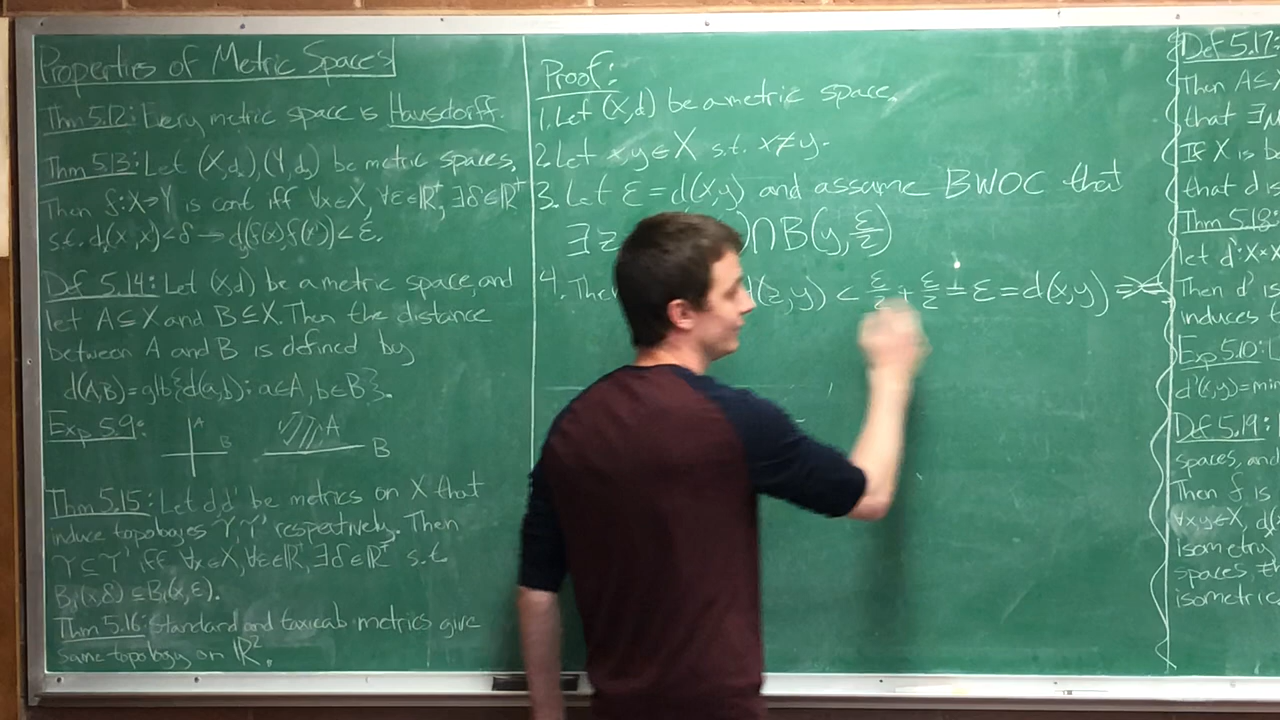 Properties of Metric Spaces
Thm 5.12: Every metric space is Hausdorff.
Thm 5.13: Let (X,dₓ),(Y,dᵧ) be metric spaces.
Then f:X→Y is cont iff ∀x∈X, ∀ε∈ℝ⁺, ∃δ∈ℝ⁺
s.t. dₓ(x,x')<δ → dᵧ(f(x),f(x'))<ε.
Def 5.14: Let (X,d) be a metric space, and
let A⊆X and B⊆X. Then the distance
between A and B is defined by
d(A,B)=glb{d(a,b): a∈A, b∈B}.
Exp 5.9:
A
B
A
B
Thm 5.15: Let d,d' be metrics on X that
induce topologies Υ,Υ' respectively. Then
Υ⊆Υ' iff ∀x∈X, ∀ε∈ℝ⁺, ∃δ∈ℝ⁺ s.t.
(x,δ)⊆ (x,ε).
Thm 5.16: Standard and taxicab metrics give
same topology on ℝ².
Proof:
1. Let (X,d) be a metric space.
2. Let x,y∈X s.t. x≠y.
3. Let ε=d(x,y) and assume BWOC that
∃z )∩B(y,ε/2)
4. The (z,y) < ε/2 + ε/2 = ε = d(x,y) ⇒⇐
Def 5.17:
Then A⊆
that ∃
If X is b
that d is
Thm 5.18:
let d':X×X
Then d' is
induces t
Exp 5.10: L
d'(x,y)=min
Def 5.19:
spaces, and
Then f is
∀x,y∈X, d(
isometry
spaces th
isometric